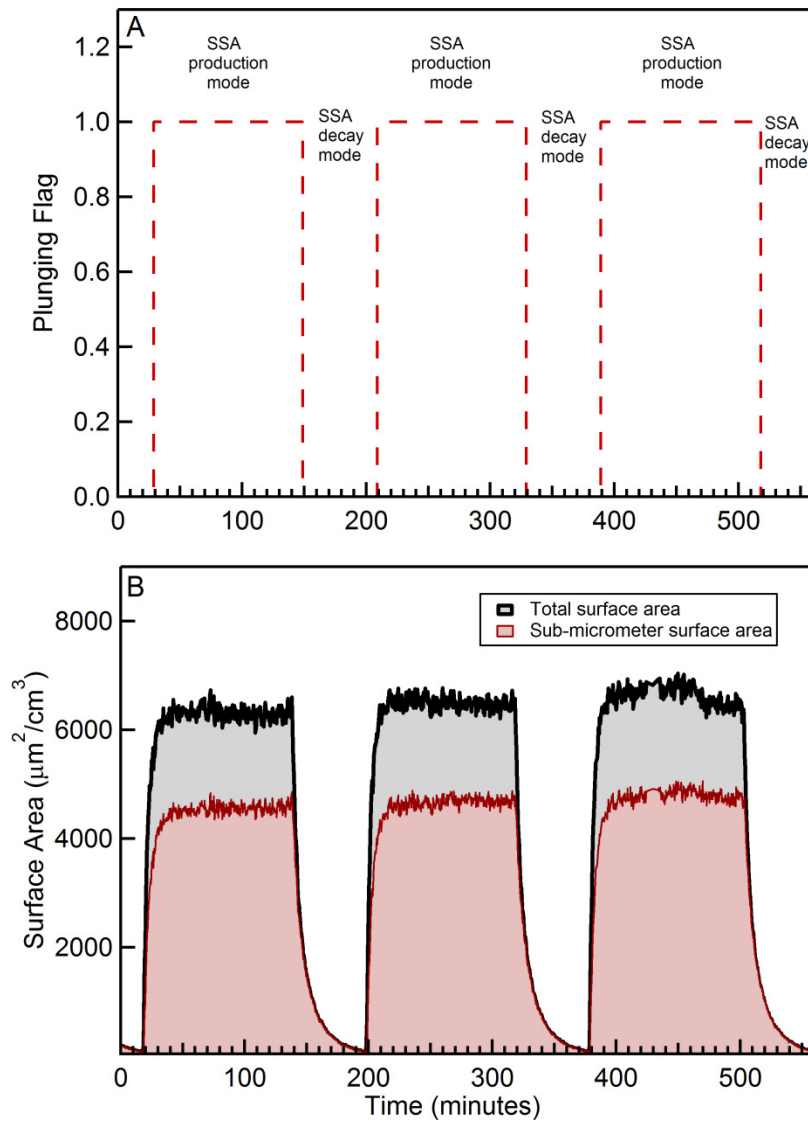 A
SSA
production
mode
SSA
production
mode
SSA
production
mode
SSA
decay
mode
SSA
decay
mode
SSA
decay
mode
Plunging Flag
1.2
1.0
0.8
0.6
0.4
0.2
0.0
0 100 200 300 400 500
B
Total surface area
Sub-micrometer surface area
Surface Area (μm²/cm³)
8000
6000
4000
2000
0 100 200 300 400 500
Time (minutes)